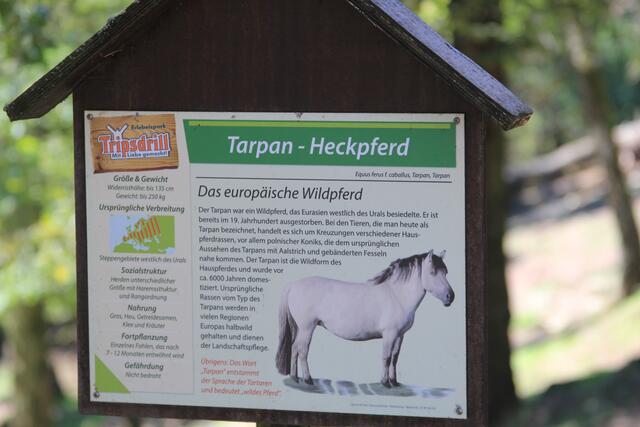 Erlebnispark
Tripsdrill
Mit Liebe gemacht!
Größe & Gewicht
Widerristhöhe: bis 135 cm
Gewicht: bis 250 kg
Ursprüngliche Verbreitung
Steppengebiete westlich des Urals
Sozialstruktur
Herden unterschiedlicher
Größe mit Haremsstruktur
und Rangordnung
Nahrung
Gras, Heu, Getreidesamen,
Klee und Kräuter
Fortpflanzung
Einzelnes Fohlen, das nach
7 - 12 Monaten entwöhnt wird
Gefährdung
Nicht bedroht
Tarpan - Heckpferd
Equus ferus f. caballus, Tarpan, Tarpan
Das europäische Wildpferd
Der Tarpan war ein Wildpferd, das Eurasien westlich des Urals besiedelte. Er ist
bereits im 19. Jahrhundert ausgestorben. Bei den Tieren, die man heute als
Tarpan bezeichnet, handelt es sich um Kreuzungen verschiedener Haus-
pferdrassen, vor allem polnischer Koniks, die dem ursprünglichen
Aussehen des Tarpans mit Aalstrich und gebänderten Fesseln
nahe kommen. Der Tarpan ist die Wildform des
Hauspferdes und wurde vor
ca. 6000 Jahren domes-
tiziert. Ursprüngliche
Rassen vom Typ des
Tarpans werden in
vielen Regionen
Europas halbwild
gehalten und dienen
der Landschaftspflege.
Übrigens: Das Wort
„Tarpan" entstammt
der Sprache der Tartaren
und bedeutet „wildes Pferd".